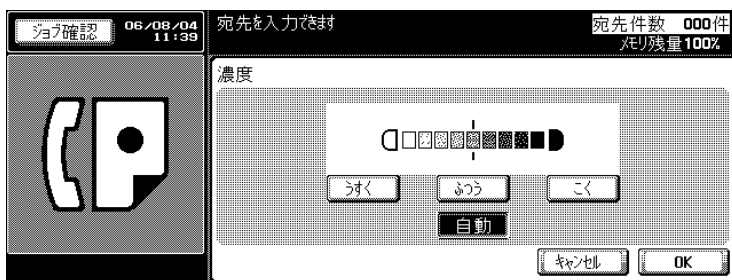 ジョブ確認
06/08/04
11:39
宛先を入力できます
宛先件数 000件
メモリ残量100%
濃度
うすく
ふつう
こく
自動
キャンセル
OK